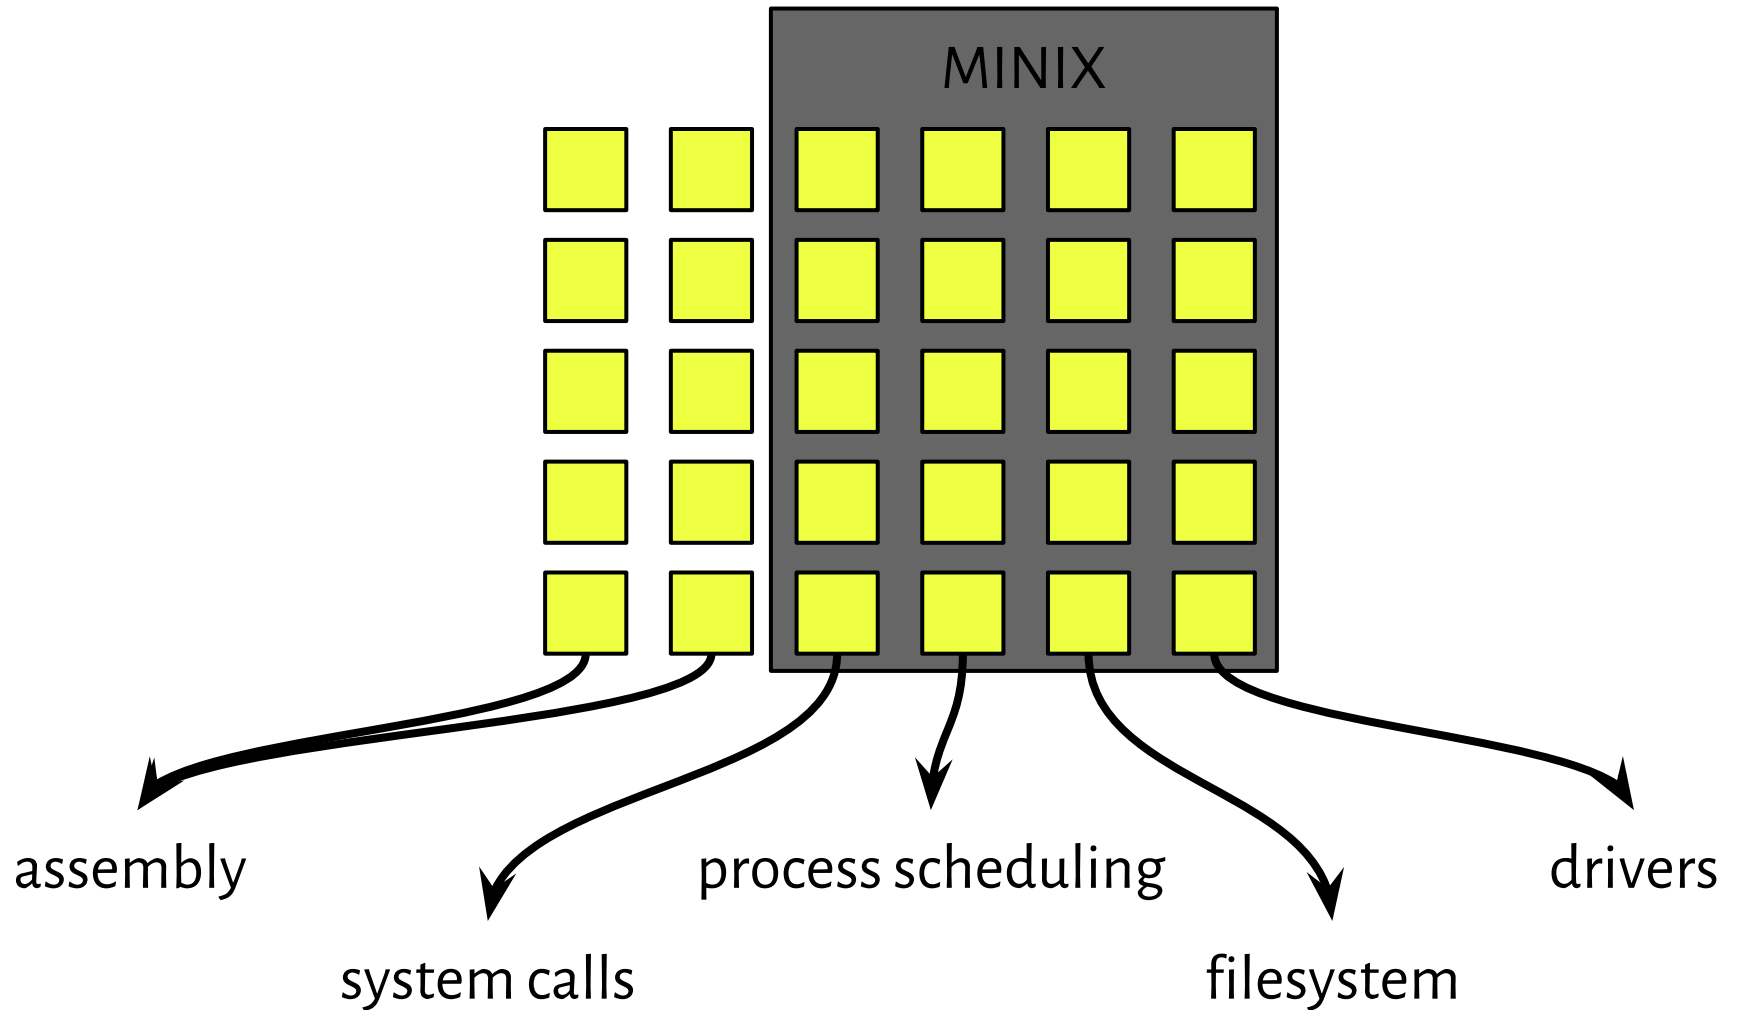 MINIX
assembly
process scheduling
drivers
system calls
filesystem